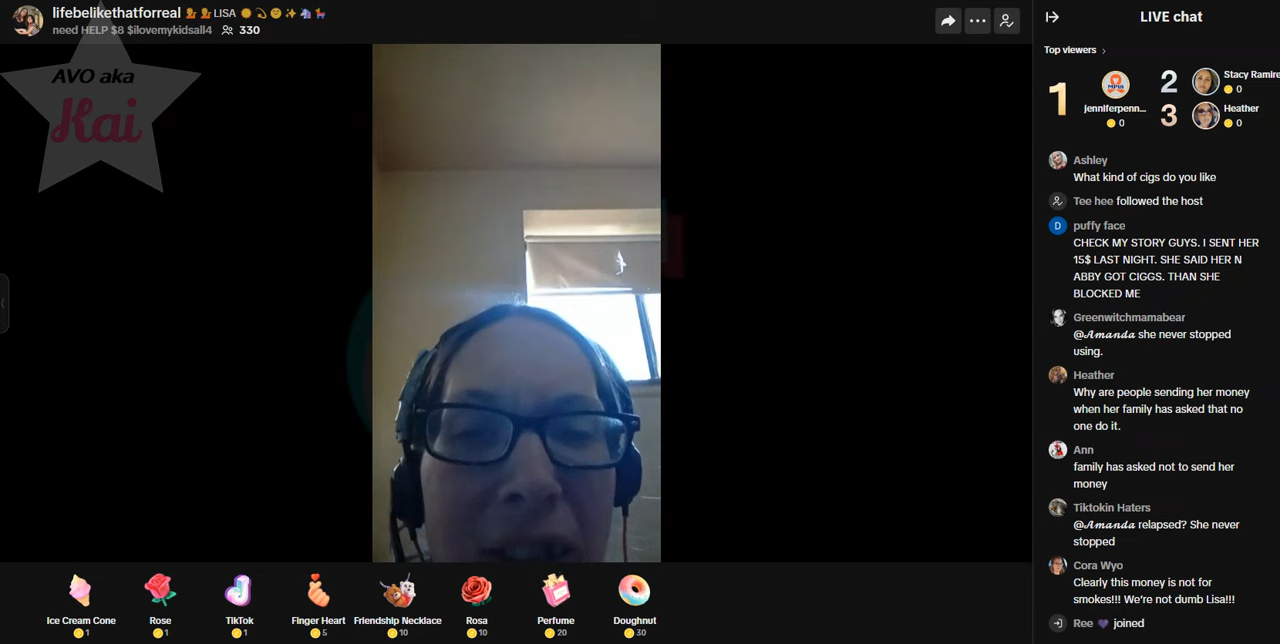 lifebelikethatforreal 💁💁LISA 🌞💫🌞✨🦄🐕‍🦺
need HELP $8 $ilovemykidsall4 330
AVO aka
Kai
LIVE chat
Top viewers >
1 jenniferpenn... 0
2 Stacy Ramire 0
3 Heather 0
Ashley
What kind of cigs do you like
Tee hee followed the host
D puffy face
CHECK MY STORY GUYS. I SENT HER
15$ LAST NIGHT. SHE SAID HER N
ABBY GOT CIGGS. THAN SHE
BLOCKED ME
Greenwitchmamabear
@𝓐𝓶𝓪𝓷𝓭𝓪 she never stopped
using.
Heather
Why are people sending her money
when her family has asked that no
one do it.
Ann
family has asked not to send her
money
Tiktokin Haters
@𝓐𝓶𝓪𝓷𝓭𝓪 relapsed? She never
stopped
Cora Wyo
Clearly this money is not for
smokes!!! We're not dumb Lisa!!!
Ree 💜 joined
Ice Cream Cone Rose TikTok Finger Heart Friendship Necklace Rosa Perfume Doughnut
1 1 1 5 10 10 20 30